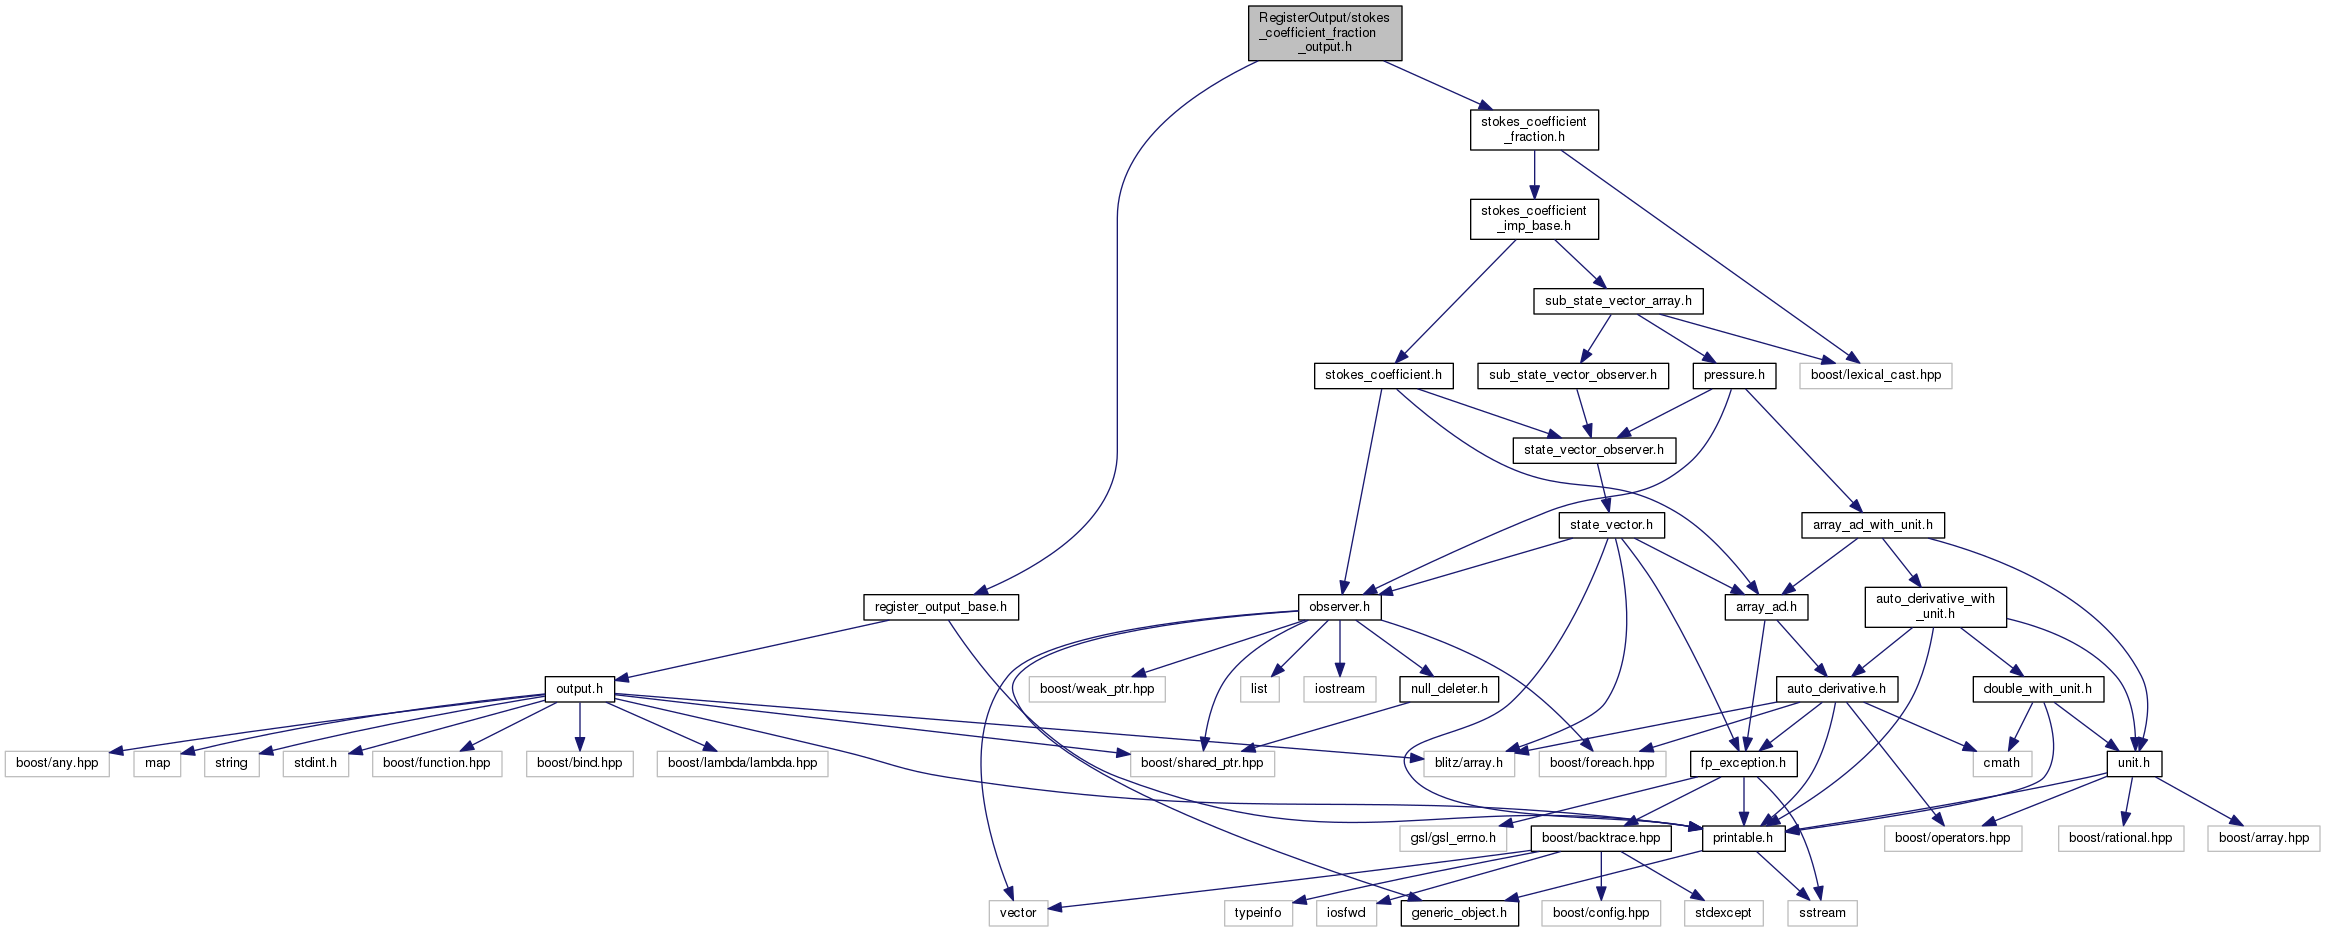 RegisterOutput/stokes
_coefficient_fraction
_output.h
stokes_coefficient
_fraction.h
stokes_coefficient
_imp_base.h
sub_state_vector_array.h
stokes_coefficient.h
sub_state_vector_observer.h
pressure.h
boost/lexical_cast.hpp
state_vector_observer.h
state_vector.h
array_ad_with_unit.h
register_output_base.h
observer.h
array_ad.h
auto_derivative_with
_unit.h
output.h
boost/weak_ptr.hpp
list
iostream
null_deleter.h
auto_derivative.h
double_with_unit.h
boost/any.hpp
map
string
stdint.h
boost/function.hpp
boost/bind.hpp
boost/lambda/lambda.hpp
boost/shared_ptr.hpp
blitz/array.h
boost/foreach.hpp
fp_exception.h
cmath
unit.h
gsl/gsl_errno.h
boost/backtrace.hpp
printable.h
boost/operators.hpp
boost/rational.hpp
boost/array.hpp
vector
typeinfo
iosfwd
generic_object.h
boost/config.hpp
stdexcept
sstream